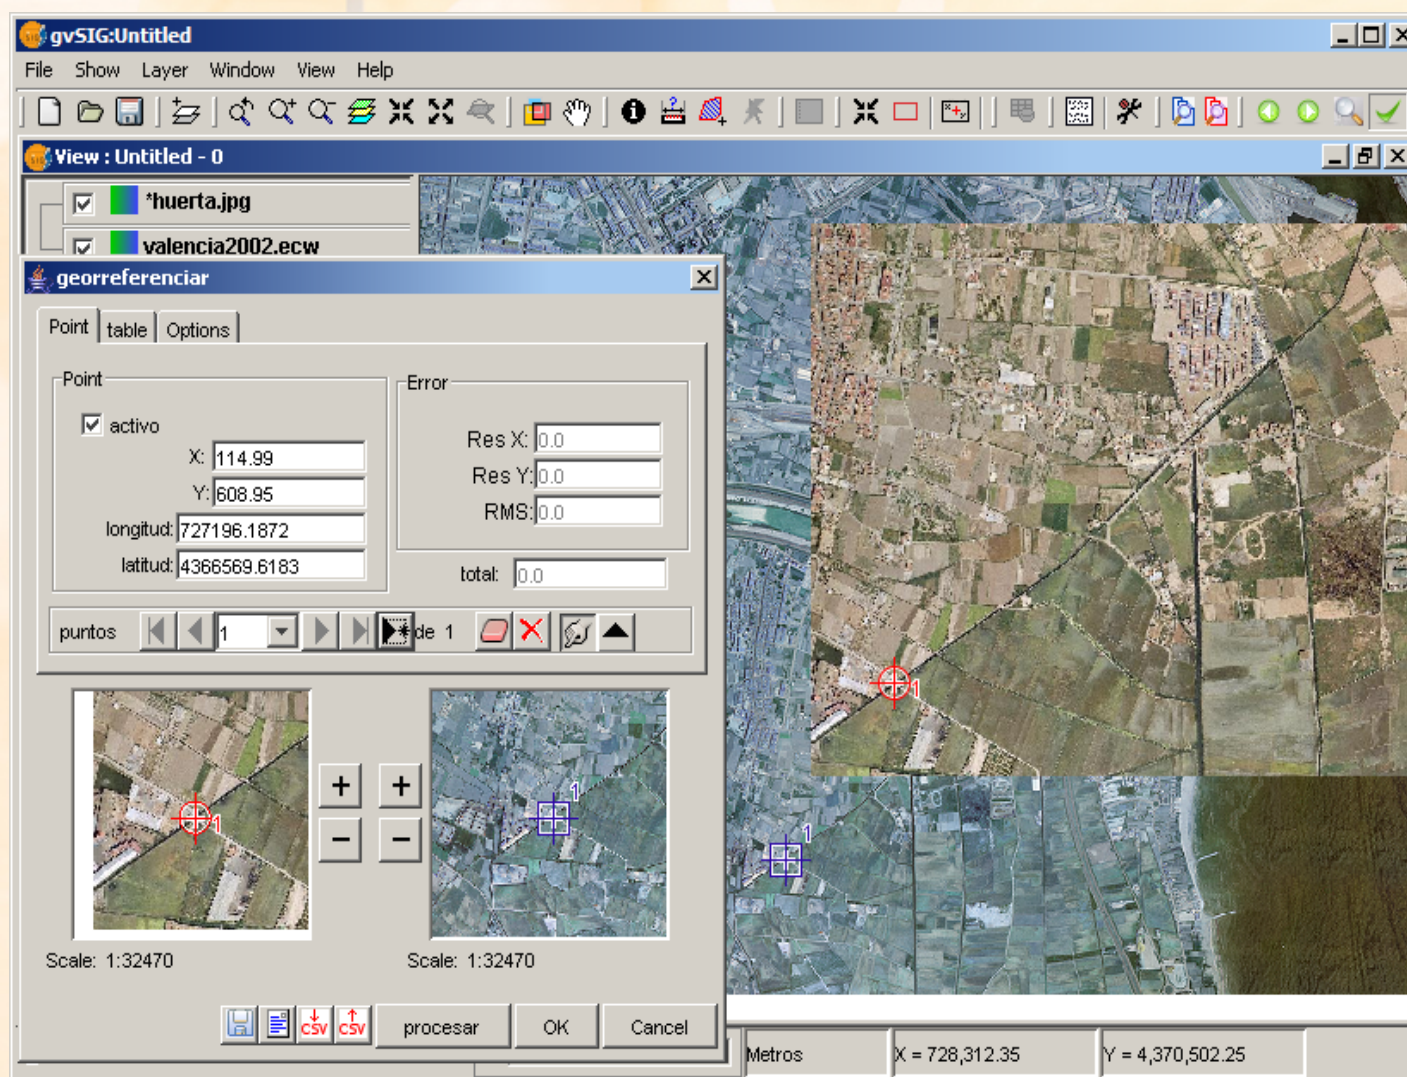 gvSIG:Untitled
File Show Layer Window View Help
View : Untitled - 0
*huerta.jpg
valencia2002.ecw
georreferenciar
Point table Options
Point
activo
X: 114.99
Y: 608.95
longitud: 727196.1872
latitud: 4366569.6183
Error
Res X: 0.0
Res Y: 0.0
RMS: 0.0
total: 0.0
puntos 1 de 1
1
1
1
1
Scale: 1:32470
Scale: 1:32470
CSV CSV procesar OK Cancel
Metros X = 728,312.35 Y = 4,370,502.25